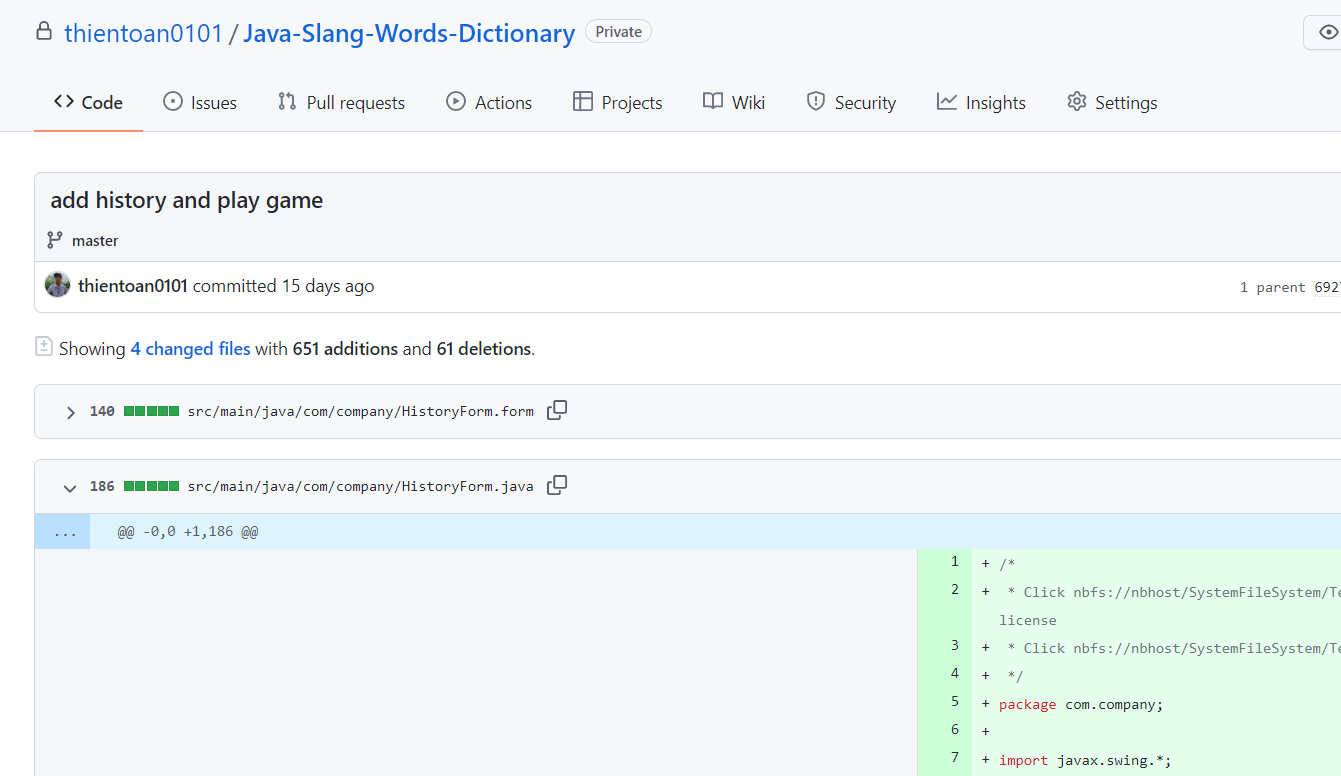 thientoan0101 / Java-Slang-Words-Dictionary Private
Code Issues Pull requests Actions Projects Wiki Security Insights Settings
add history and play game
master
thientoan0101 committed 15 days ago
1 parent 692
Showing 4 changed files with 651 additions and 61 deletions.
140 src/main/java/com/company/HistoryForm.form
186 src/main/java/com/company/HistoryForm.java
... @@ -0,0 +1,186 @@
1 + /*
2 + * Click nbfs://nbhost/SystemFileSystem/Te
license
3 + * Click nbfs://nbhost/SystemFileSystem/Te
4 + */
5 + package com.company;
6 +
7 + import javax.swing.*;